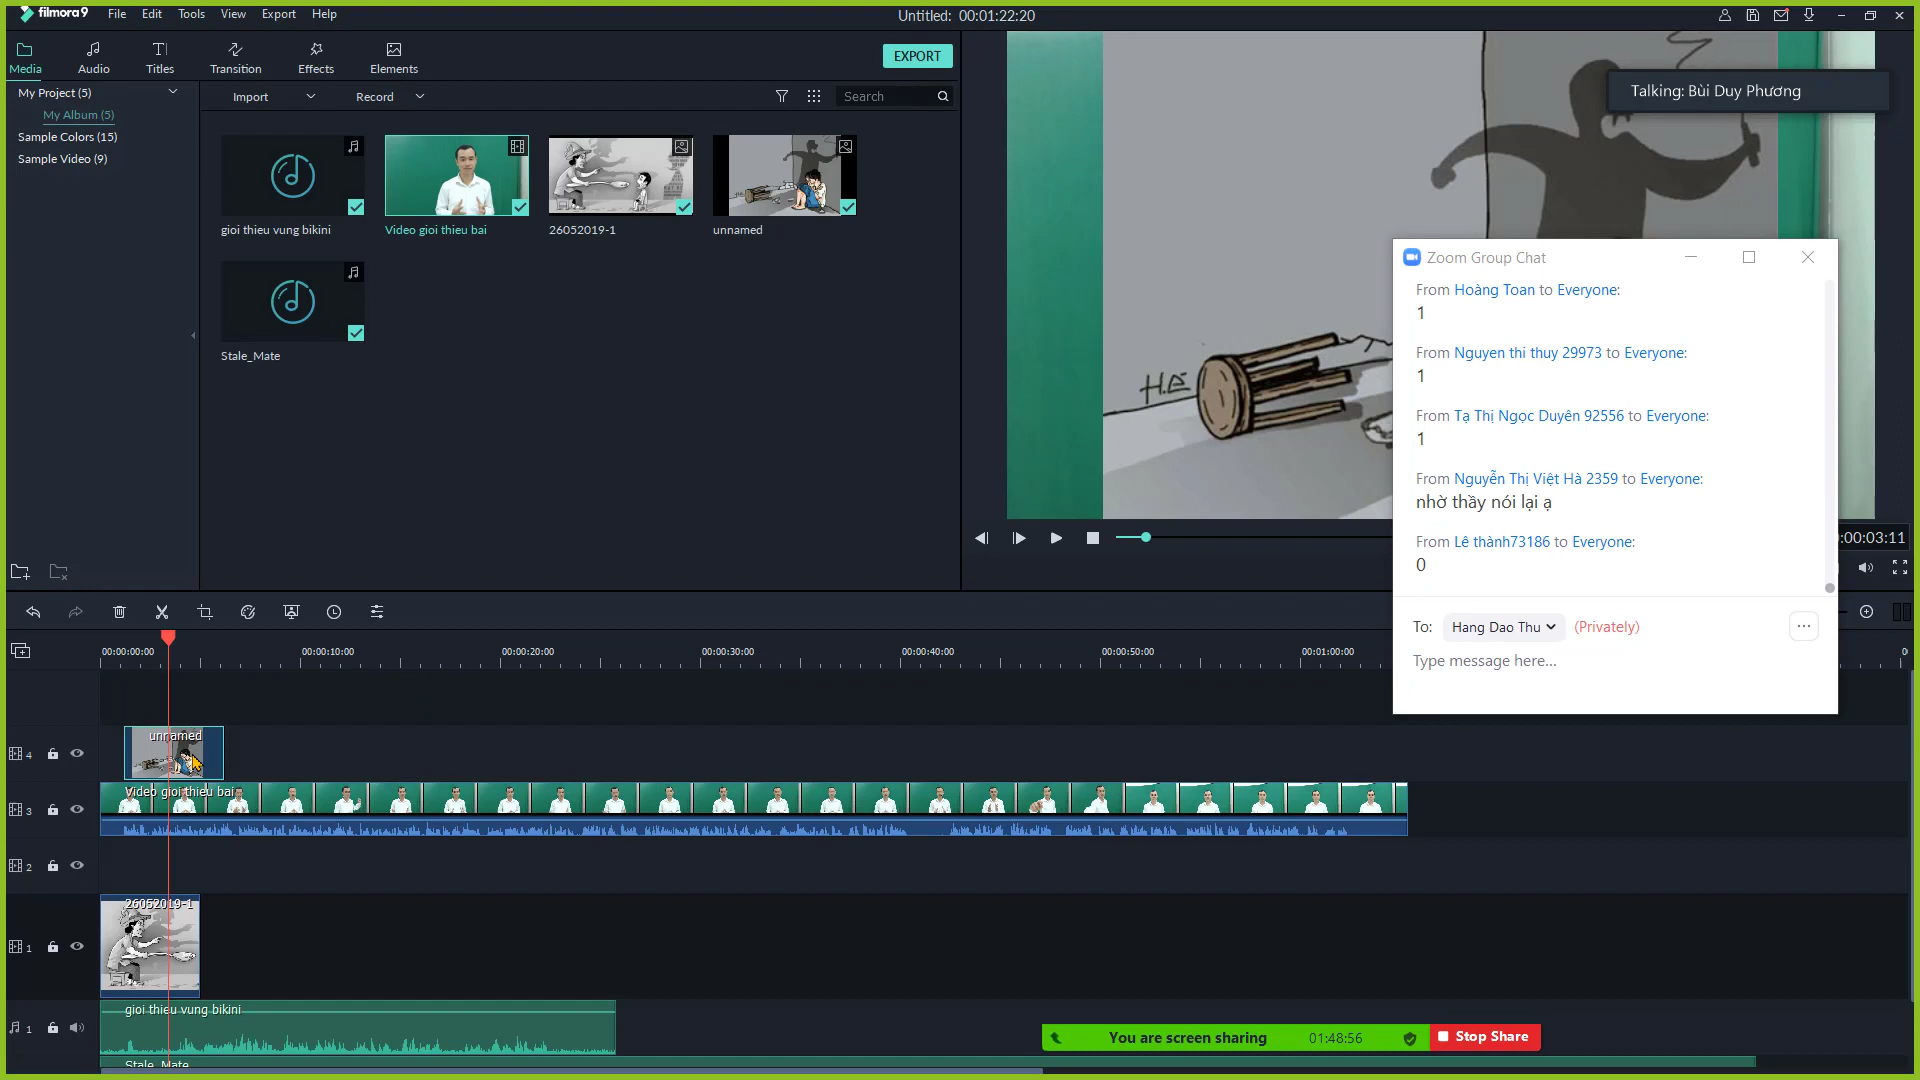 filmora9
File Edit Tools View Export Help
Untitled: 00:01:22:20
Media Audio Titles Transition Effects Elements
EXPORT
My Project (5)
My Album (5)
Sample Colors (15)
Sample Video (9)
Import Record Search
gioi thieu vung bikini
Video gioi thieu bai
26052019-1
unnamed
Stale_Mate
Talking: Bùi Duy Phương
Zoom Group Chat
From Hoàng Toan to Everyone:
1
From Nguyen thi thuy 29973 to Everyone:
1
From Tạ Thị Ngọc Duyên 92556 to Everyone:
1
From Nguyễn Thị Việt Hà 2359 to Everyone:
nhờ thầy nói lại ạ
From Lê thành73186 to Everyone:
0
To: Hang Dao Thu (Privately)
Type message here...
:00:03:11
00:00:00:00 00:00:10:00 00:00:20:00 00:00:30:00 00:00:40:00 00:00:50:00 00:01:00:00
4
unnamed
3
Video gioi thieu bai
2
1
26052019-1
1
gioi thieu vung bikini
Stale_Mate
You are screen sharing 01:48:56 Stop Share